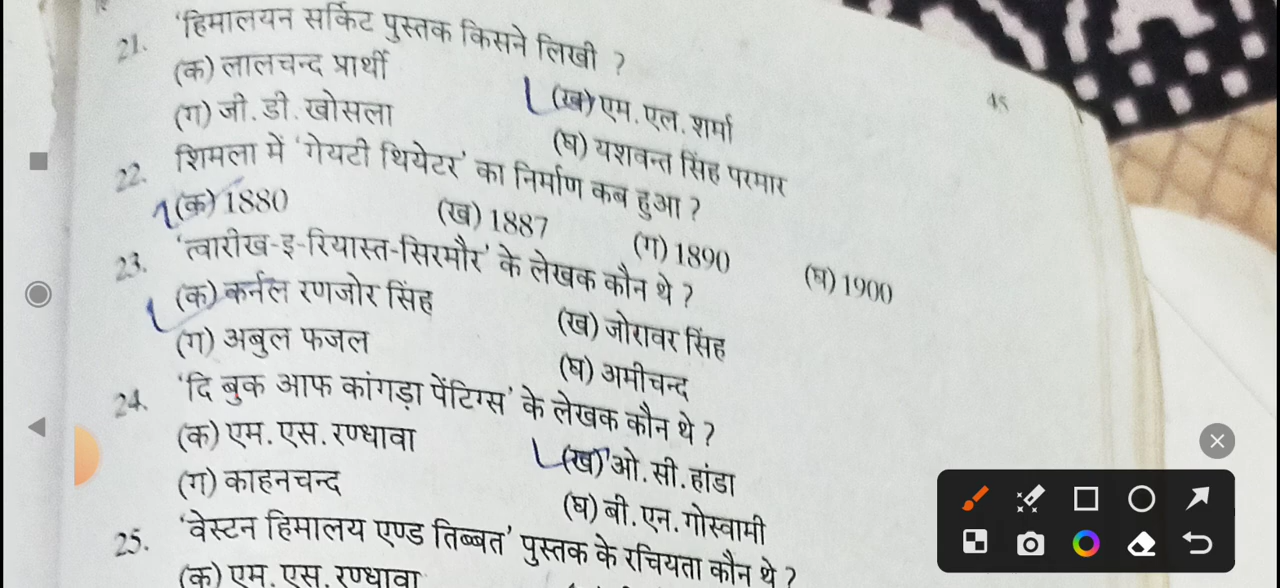 21. 'हिमालयन सर्किट पुस्तक किसने लिखी ?
(क) लालचन्द प्रार्थी (ख) एम. एल. शर्मा
(ग) जी. डी. खोसला (घ) यशवन्त सिंह परमार
22. शिमला में 'गेयटी थियेटर' का निर्माण कब हुआ ?
(क) 1880 (ख) 1887 (ग) 1890 (घ) 1900
23. 'त्वारीख-इ-रियास्त-सिरमौर' के लेखक कौन थे ?
(क) कर्नल रणजोर सिंह (ख) जोरावर सिंह
(ग) अबुल फजल (घ) अमीचन्द
24. 'दि बुक आफ कांगड़ा पेंटिग्स' के लेखक कौन थे ?
(क) एम. एस. रणधावा (ख) ओ. सी. हांडा
(ग) काहनचन्द (घ) बी. एन. गोस्वामी
25. 'वेस्टन हिमालय एण्ड तिब्बत' पुस्तक के रचियता कौन थे ?
(क) एम. एस. रणधावा